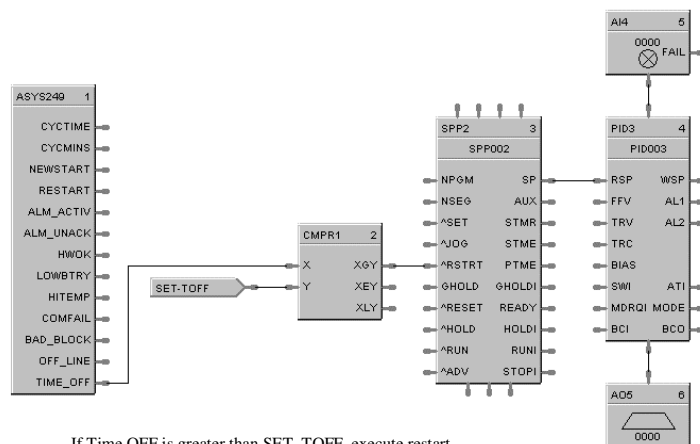 ASYS249 1
CYCTIME
CYCMINS
NEWSTART
RESTART
ALM_ACTIV
ALM_UNACK
HWOK
LOWBTRY
HITEMP
COMFAIL
BAD_BLOCK
OFF_LINE
TIME_OFF
SET-TOFF
CMPR1 2
X XGY
Y XEY
XLY
SPP2 3
SPP002
NPGM SP
NSEG AUX
^SET STMR
^JOG STME
^RSTRT PTME
GHOLD GHOLDI
^RESET READY
^HOLD HOLDI
^RUN RUNI
^ADV STOPI
AI4 5
0000
FAIL
PID3 4
PID003
RSP WSP
FFV AL1
TRV AL2
TRC
BIAS
SWI ATI
MDRQI MODE
BCI BCO
AO5 6
0000
If Time OFF is greater than SET_TOFF, execute restart